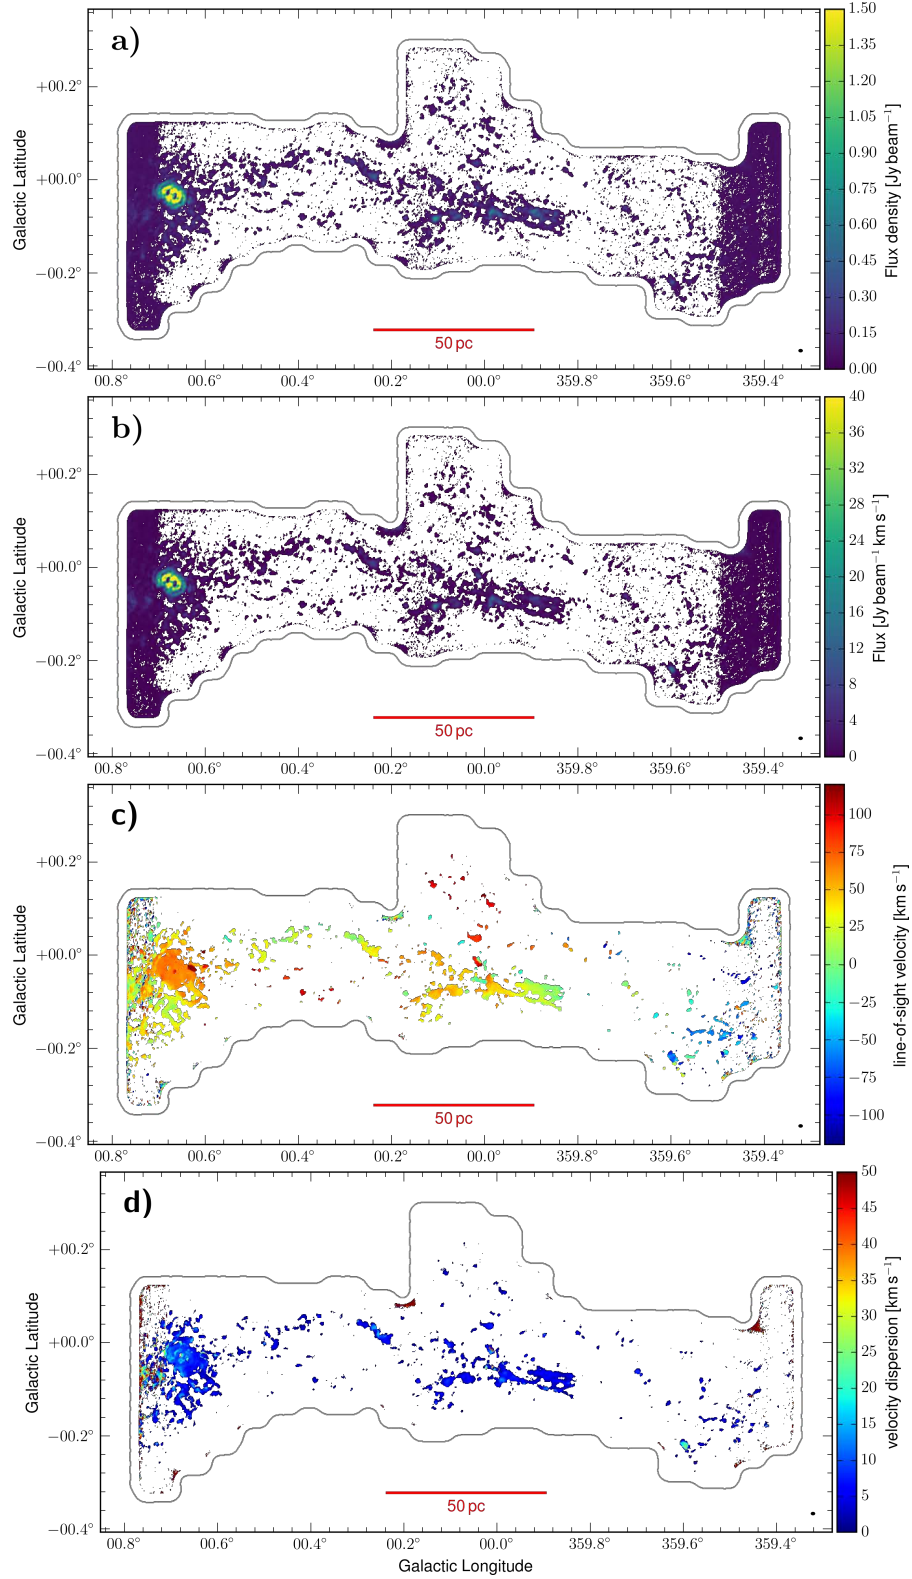 a)
+00.2°
+00.0°
−00.2°
−00.4°
Galactic Latitude
50 pc
00.8° 00.6° 00.4° 00.2° 00.0° 359.8° 359.6° 359.4°
1.50
1.35
1.20
1.05
0.90
0.75
0.60
0.45
0.30
0.15
0.00
Flux density [Jy beam⁻¹]
b)
+00.2°
+00.0°
−00.2°
−00.4°
Galactic Latitude
50 pc
00.8° 00.6° 00.4° 00.2° 00.0° 359.8° 359.6° 359.4°
40
36
32
28
24
20
16
12
8
4
0
Flux [Jy beam⁻¹ km s⁻¹]
c)
+00.2°
+00.0°
−00.2°
−00.4°
Galactic Latitude
50 pc
00.8° 00.6° 00.4° 00.2° 00.0° 359.8° 359.6° 359.4°
100
75
50
25
0
−25
−50
−75
−100
line-of-sight velocity [km s⁻¹]
d)
+00.2°
+00.0°
−00.2°
−00.4°
Galactic Latitude
50 pc
00.8° 00.6° 00.4° 00.2° 00.0° 359.8° 359.6° 359.4°
Galactic Longitude
50
45
40
35
30
25
20
15
10
5
0
velocity dispersion [km s⁻¹]